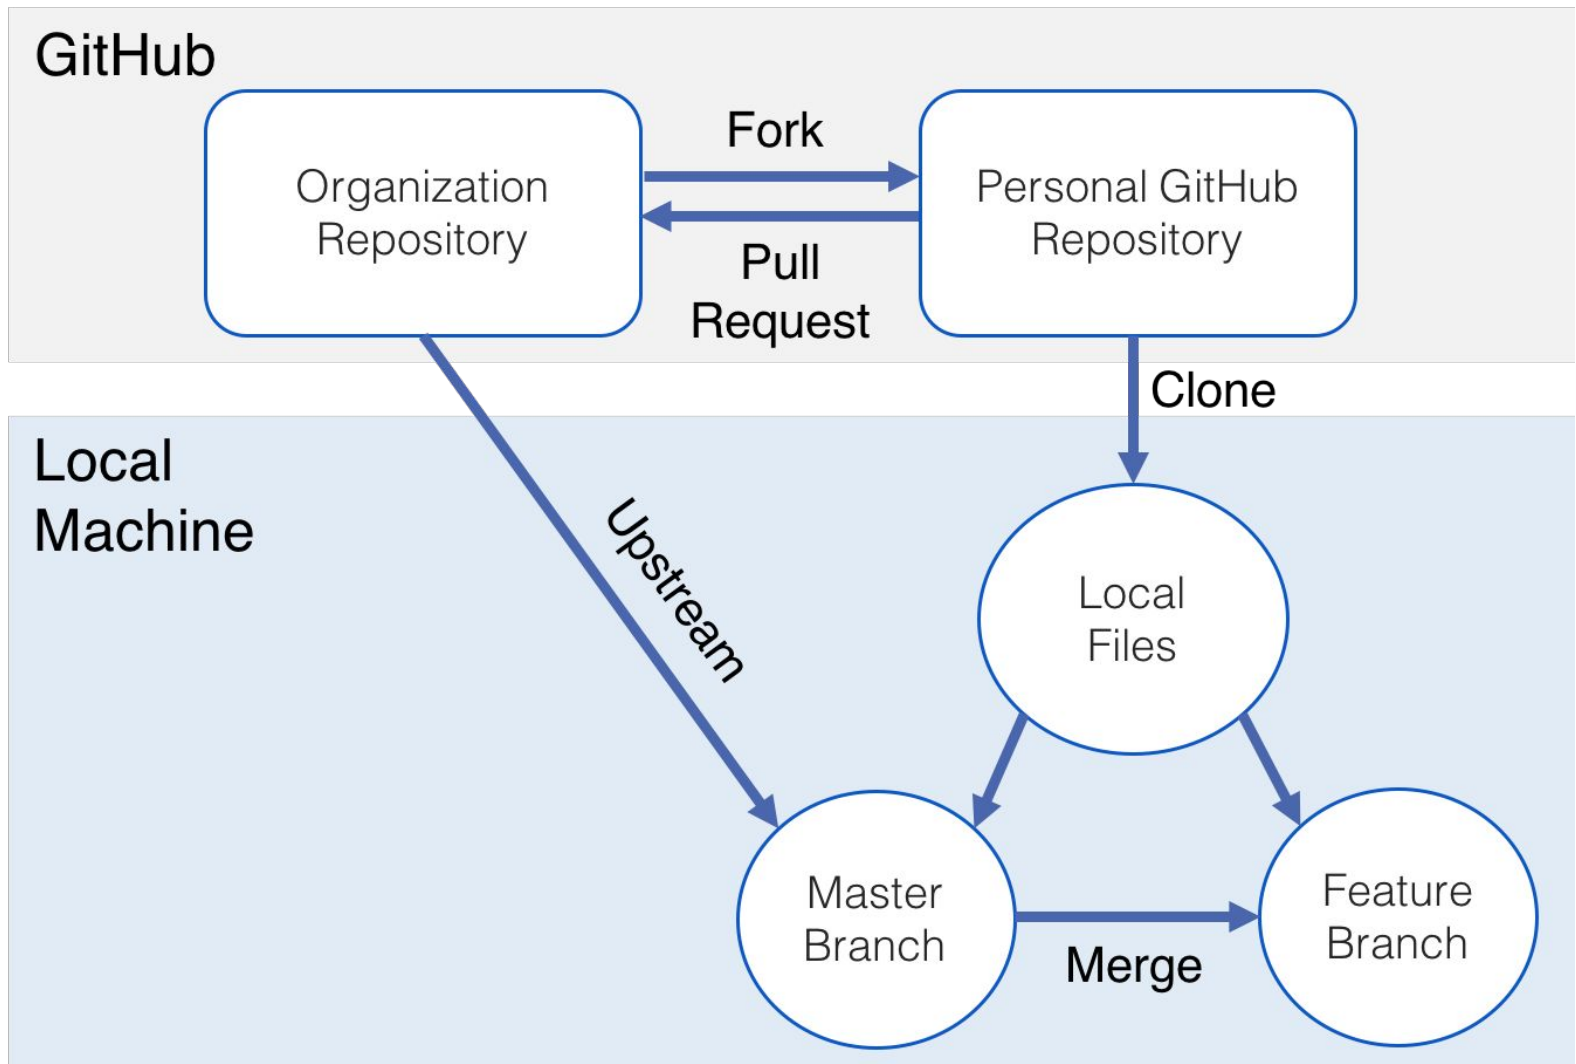 GitHub
Organization
Repository
Fork
Pull
Request
Personal GitHub
Repository
Clone
Local
Machine
Upstream
Local
Files
Master
Branch
Merge
Feature
Branch